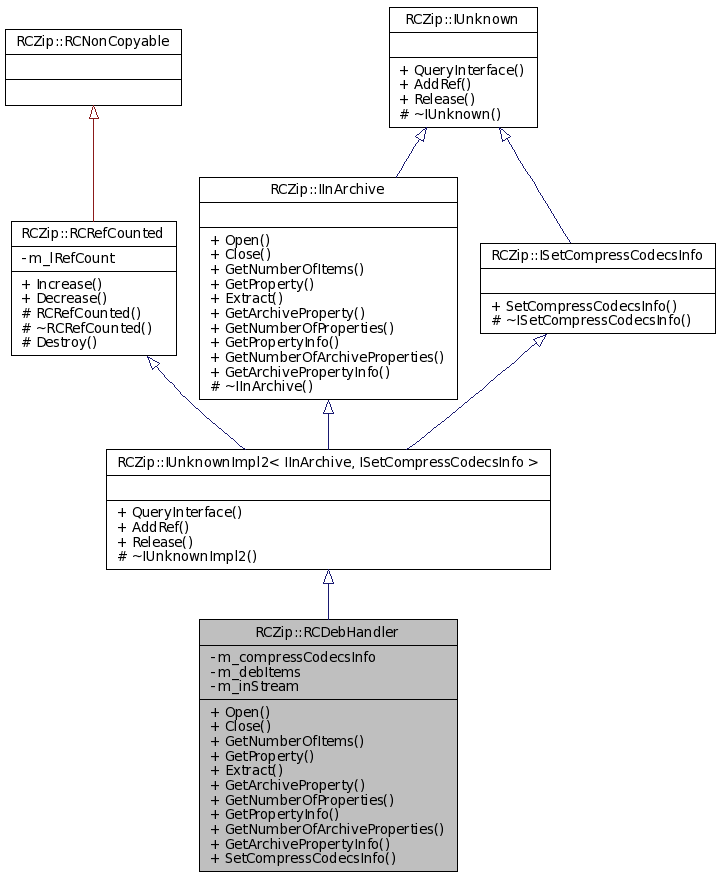 RCZip::IUnknown
+ QueryInterface()
+ AddRef()
+ Release()
# ~IUnknown()
RCZip::RCNonCopyable
RCZip::IInArchive
+ Open()
+ Close()
+ GetNumberOfItems()
+ GetProperty()
+ Extract()
+ GetArchiveProperty()
+ GetNumberOfProperties()
+ GetPropertyInfo()
+ GetNumberOfArchiveProperties()
+ GetArchivePropertyInfo()
# ~IInArchive()
RCZip::RCRefCounted
- m_lRefCount
+ Increase()
+ Decrease()
# RCRefCounted()
# ~RCRefCounted()
# Destroy()
RCZip::ISetCompressCodecsInfo
+ SetCompressCodecsInfo()
# ~ISetCompressCodecsInfo()
RCZip::IUnknownImpl2< IInArchive, ISetCompressCodecsInfo >
+ QueryInterface()
+ AddRef()
+ Release()
# ~IUnknownImpl2()
RCZip::RCDebHandler
- m_compressCodecsInfo
- m_debItems
- m_inStream
+ Open()
+ Close()
+ GetNumberOfItems()
+ GetProperty()
+ Extract()
+ GetArchiveProperty()
+ GetNumberOfProperties()
+ GetPropertyInfo()
+ GetNumberOfArchiveProperties()
+ GetArchivePropertyInfo()
+ SetCompressCodecsInfo()